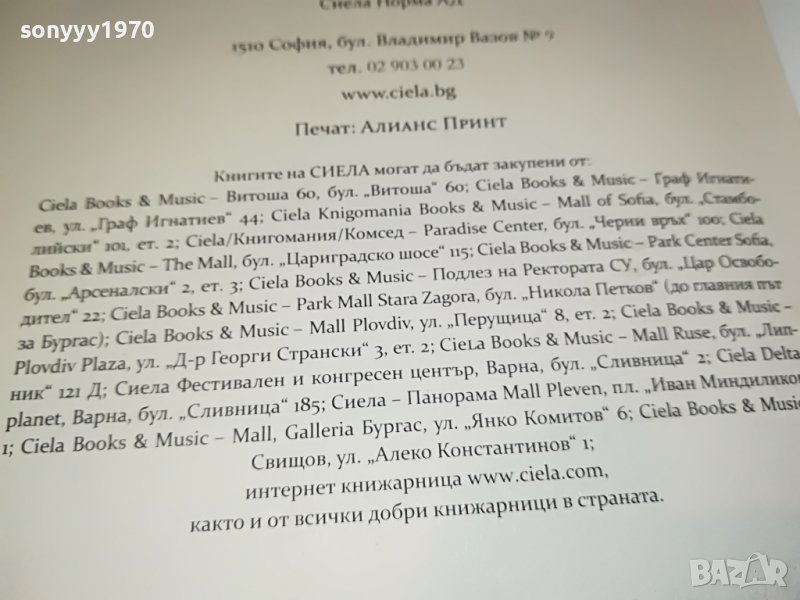 sonyyy1970
Сиела Норма АД
1510 София, бул. Владимир Вазов № 9
тел. 02 903 00 23
www.ciela.bg
Печат: Алианс Принт
Книгите на СИЕЛА могат да бъдат закупени от:
Ciela Books & Music – Витоша 60, бул. „Витоша“ 60; Ciela Books & Music – Граф Игнати-
ев, ул. „Граф Игнатиев“ 44; Ciela Knigomania Books & Music – Mall of Sofia, бул. „Стамбо-
лийски“ 101, ет. 2; Ciela/Книгомания/Комсед – Paradise Center, бул. „Черни връх“ 100; Ciela
Books & Music – The Mall, бул. „Цариградско шосе“ 115; Ciela Books & Music – Park Center Sofia,
бул. „Арсеналски“ 2, ет. 3; Ciela Books & Music – Подлез на Ректората СУ, бул. „Цар Освобо-
дител“ 22; Ciela Books & Music – Park Mall Stara Zagora, бул. „Никола Петков“ (до главния път
за Бургас); Ciela Books & Music – Mall Plovdiv, ул. „Перущица“ 8, ет. 2; Ciela Books & Music –
Plovdiv Plaza, ул. „Д-р Георги Странски“ 3, ет. 2; Ciela Books & Music – Mall Ruse, бул. „Лип-
ник“ 121 Д; Сиела Фестивален и конгресен център, Варна, бул. „Сливница“ 2; Ciela Delta
planet, Варна, бул. „Сливница“ 185; Сиела – Панорама Mall Pleven, пл. „Иван Миндиликов
1; Ciela Books & Music – Mall, Galleria Бургас, ул. „Янко Комитов“ 6; Ciela Books & Music
Свищов, ул. „Алеко Константинов“ 1;
интернет книжарница www.ciela.com,
както и от всички добри книжарници в страната.
BAZAR